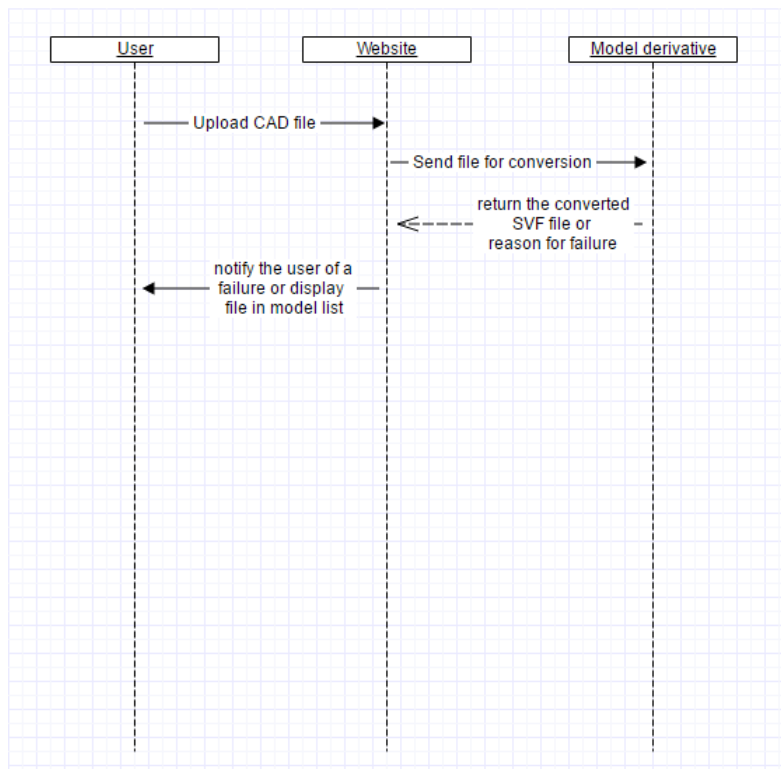 User
Website
Model derivative
Upload CAD file
Send file for conversion
return the converted
SVF file or
reason for failure
notify the user of a
failure or display
file in model list